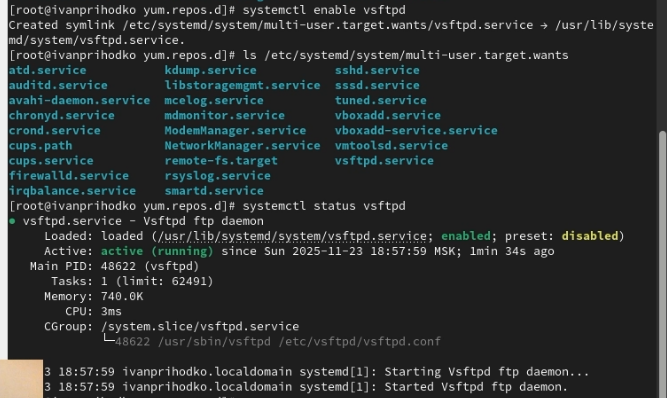 [root@ivanprihodko yum.repos.d]# systemctl enable vsftpd
Created symlink /etc/systemd/system/multi-user.target.wants/vsftpd.service → /usr/lib/syste
md/system/vsftpd.service.
[root@ivanprihodko yum.repos.d]# ls /etc/systemd/system/multi-user.target.wants
atd.service kdump.service sshd.service
auditd.service libstoragemgmt.service sssd.service
avahi-daemon.service mcelog.service tuned.service
chronyd.service mdmonitor.service vboxadd.service
crond.service ModemManager.service vboxadd-service.service
cups.path NetworkManager.service vmtoolsd.service
cups.service remote-fs.target vsftpd.service
firewalld.service rsyslog.service
irqbalance.service smartd.service
[root@ivanprihodko yum.repos.d]# systemctl status vsftpd
● vsftpd.service - Vsftpd ftp daemon
Loaded: loaded (/usr/lib/systemd/system/vsftpd.service; enabled; preset: disabled)
Active: active (running) since Sun 2025-11-23 18:57:59 MSK; 1min 34s ago
Main PID: 48622 (vsftpd)
Tasks: 1 (limit: 62491)
Memory: 740.0K
CPU: 3ms
CGroup: /system.slice/vsftpd.service
└─48622 /usr/sbin/vsftpd /etc/vsftpd/vsftpd.conf
3 18:57:59 ivanprihodko.localdomain systemd[1]: Starting Vsftpd ftp daemon...
3 18:57:59 ivanprihodko.localdomain systemd[1]: Started Vsftpd ftp daemon.